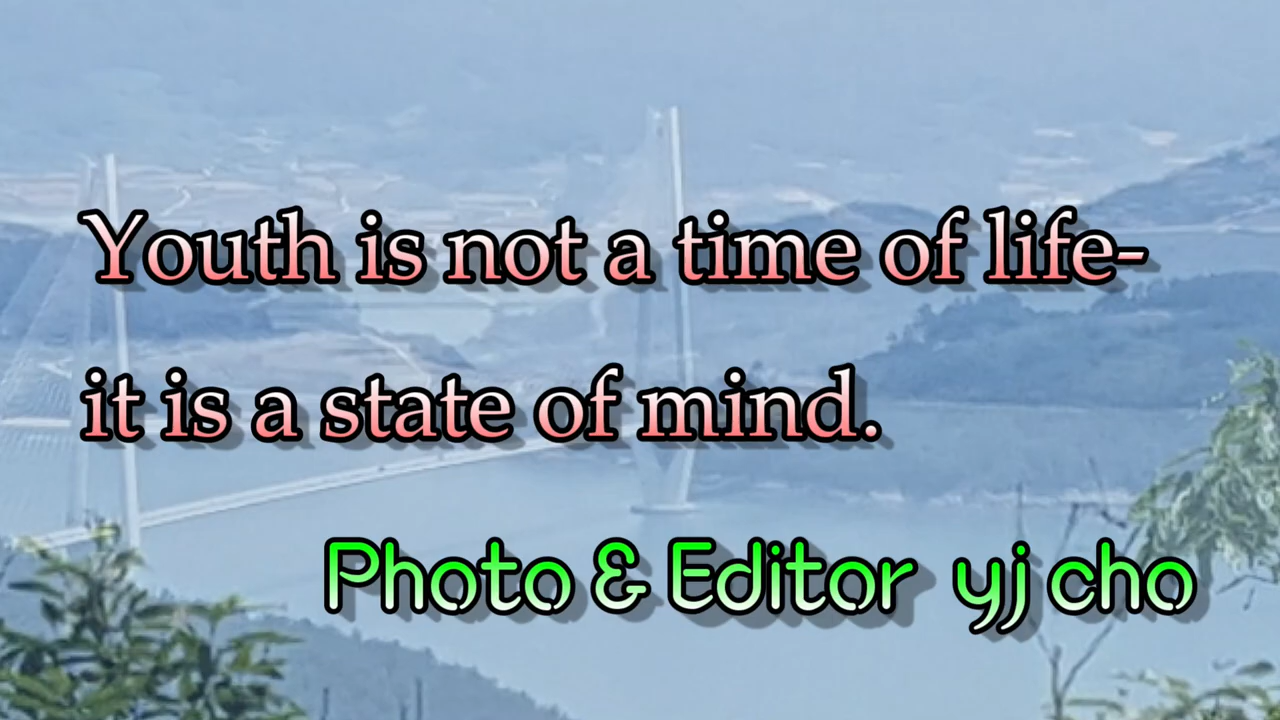 Youth is not a time of life-
it is a state of mind.
Photo & Editor yj cho